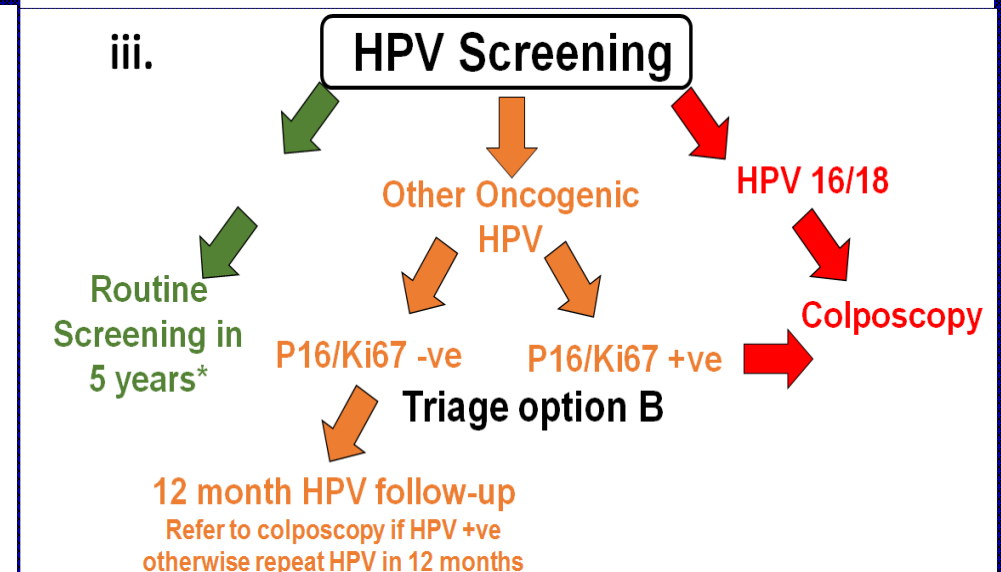 iii.
HPV Screening
HPV 16/18
Other Oncogenic
HPV
Routine
Screening in
5 years*
Colposcopy
P16/Ki67 -ve
P16/Ki67 +ve
Triage option B
12 month HPV follow-up
Refer to colposcopy if HPV +ve
otherwise repeat HPV in 12 months